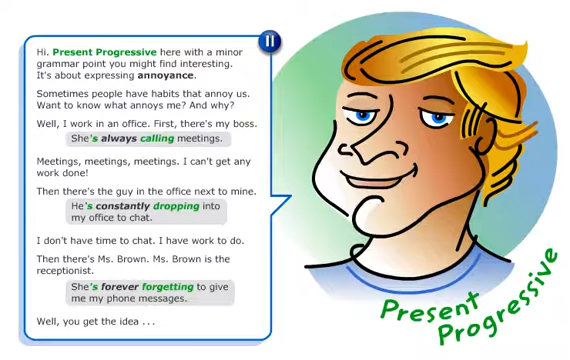 Hi. Present Progressive here with a minor
grammar point you might find interesting.
It's about expressing annoyance.
Sometimes people have habits that annoy us.
Want to know what annoys me? And why?
Well, I work in an office. First, there's my boss.
She's always calling meetings.
Meetings, meetings, meetings. I can't get any
work done!
Then there's the guy in the office next to mine.
He's constantly dropping into
my office to chat.
I don't have time to chat. I have work to do.
Then there's Ms. Brown. Ms. Brown is the
receptionist.
She's forever forgetting to give
me my phone messages.
Well, you get the idea ...
Present
Progressive